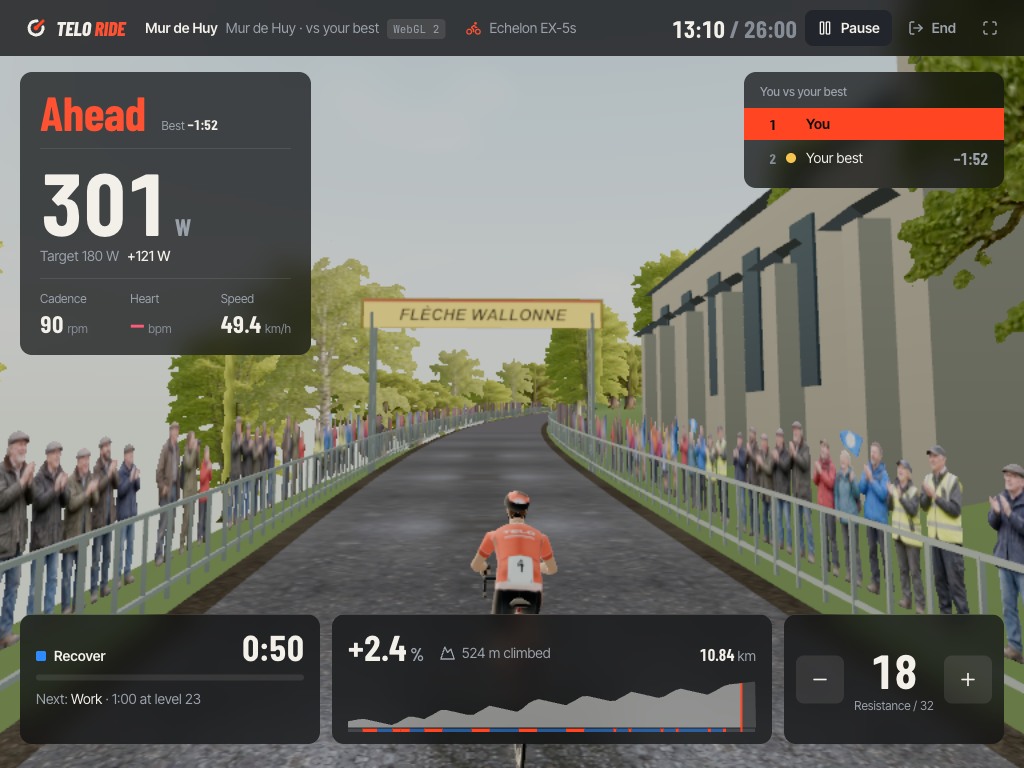 TELO RIDE Mur de Huy Mur de Huy · vs your best WebGL 2 Echelon EX-5s 13:10 / 26:00 Pause End
Ahead Best −1:52
301 W
Target 180 W +121 W
Cadence Heart Speed
90 rpm — bpm 49.4 km/h
You vs your best
1 You
2 Your best −1:52
FLÈCHE WALLONNE
Recover 0:50
Next: Work · 1:00 at level 23
+2.4 % 524 m climbed 10.84 km
− 18 +
Resistance / 32